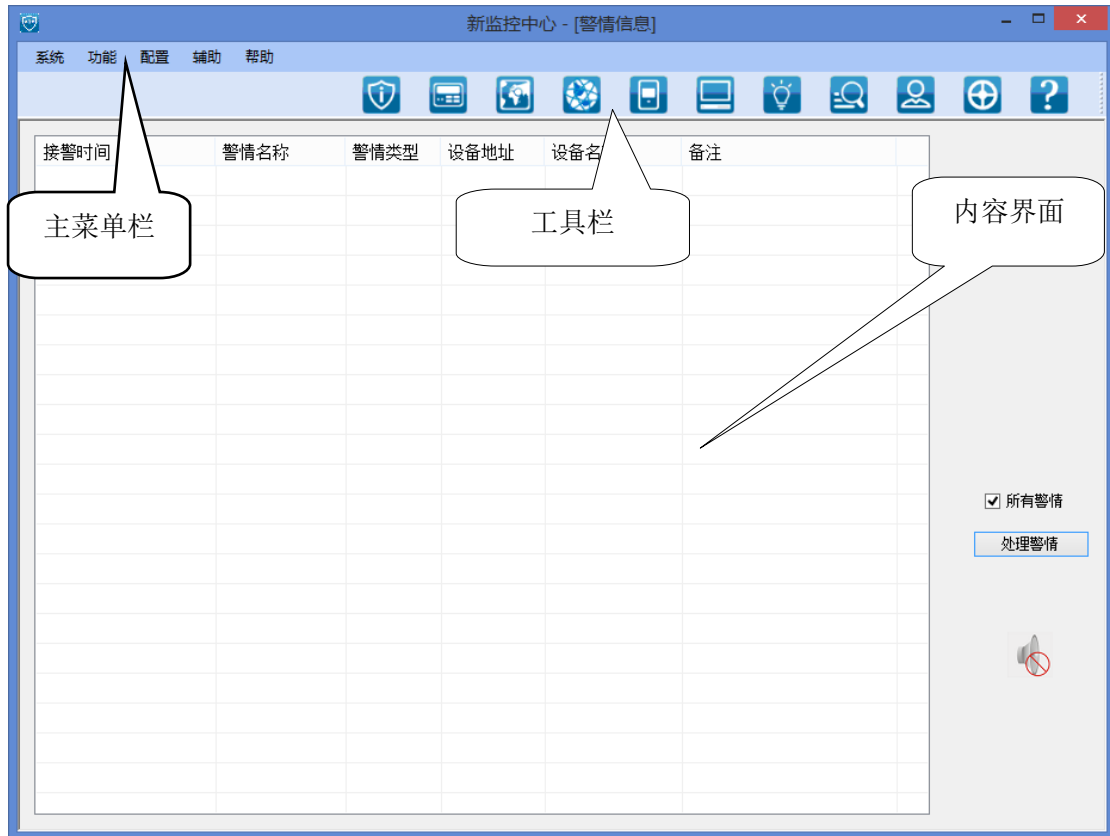 新监控中心 - [警情信息]
系统 功能 配置 辅助 帮助
接警时间 警情名称 警情类型 设备地址 设备名 备注
主菜单栏
工具栏
内容界面
所有警情
处理警情